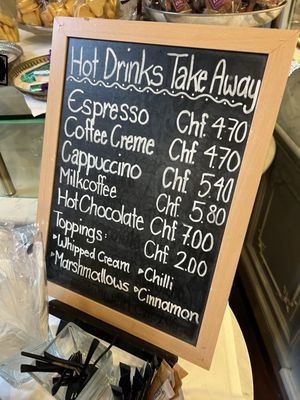 Hot Drinks Take Away
Espresso Chf. 4.70
Coffee Creme Chf. 4.70
Cappuccino Chf. 5.40
Milkcoffee Chf. 5.80
Hot Chocolate Chf. 7.00
Toppings: Chf. 2.00
▸Whipped Cream ▸Chilli
▸Marshmallows ▸Cinnamon